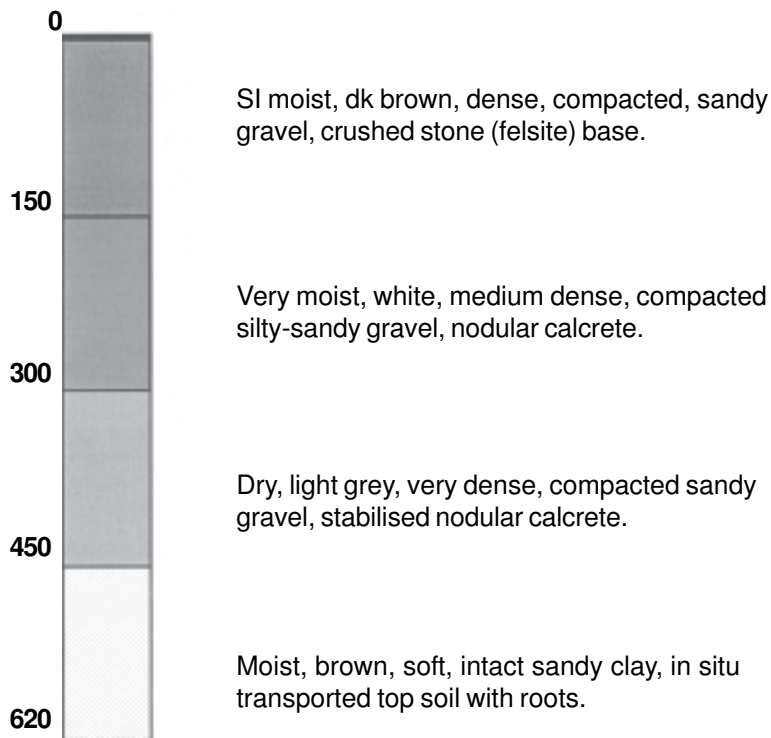 0
SI moist, dk brown, dense, compacted, sandy
gravel, crushed stone (felsite) base.
150
Very moist, white, medium dense, compacted
silty-sandy gravel, nodular calcrete.
300
Dry, light grey, very dense, compacted sandy
gravel, stabilised nodular calcrete.
450
Moist, brown, soft, intact sandy clay, in situ
transported top soil with roots.
620